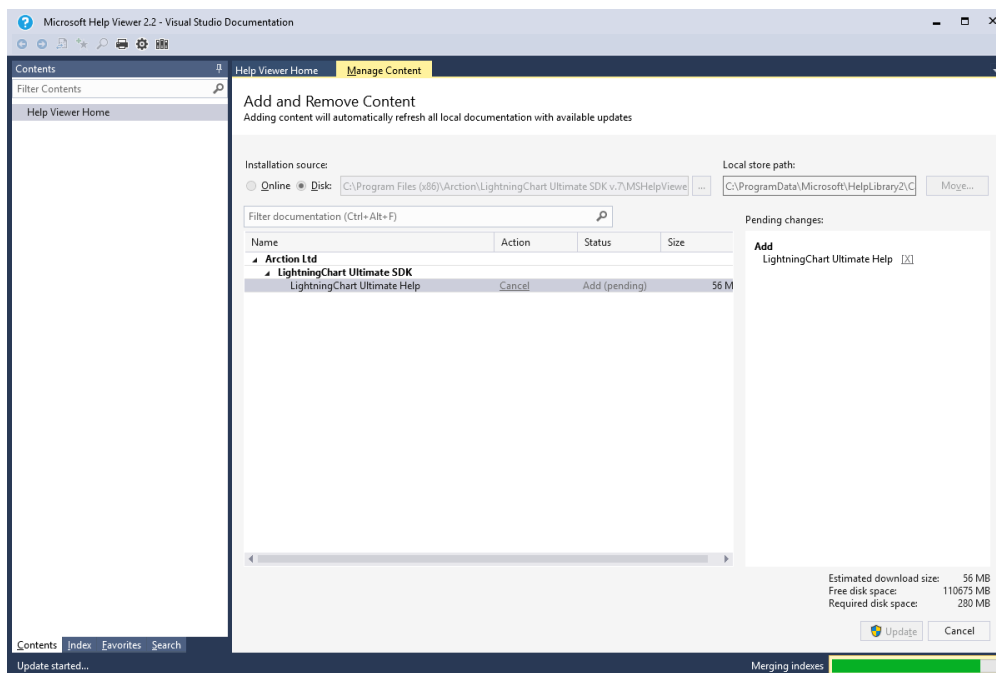 Microsoft Help Viewer 2.2 - Visual Studio Documentation
Contents
Filter Contents
Help Viewer Home
Help Viewer Home Manage Content
Add and Remove Content
Adding content will automatically refresh all local documentation with available updates
Installation source:
Online Disk: C:\Program Files (x86)\Arction\LightningChart Ultimate SDK v.7\MSHelpViewe ...
Local store path:
C:\ProgramData\Microsoft\HelpLibrary2\C Move...
Filter documentation (Ctrl+Alt+F)
Name Action Status Size
Arction Ltd
LightningChart Ultimate SDK
LightningChart Ultimate Help Cancel Add (pending) 56 M
Pending changes:
Add
LightningChart Ultimate Help [X]
Estimated download size: 56 MB
Free disk space: 110675 MB
Required disk space: 280 MB
Update Cancel
Contents Index Favorites Search
Update started... Merging indexes